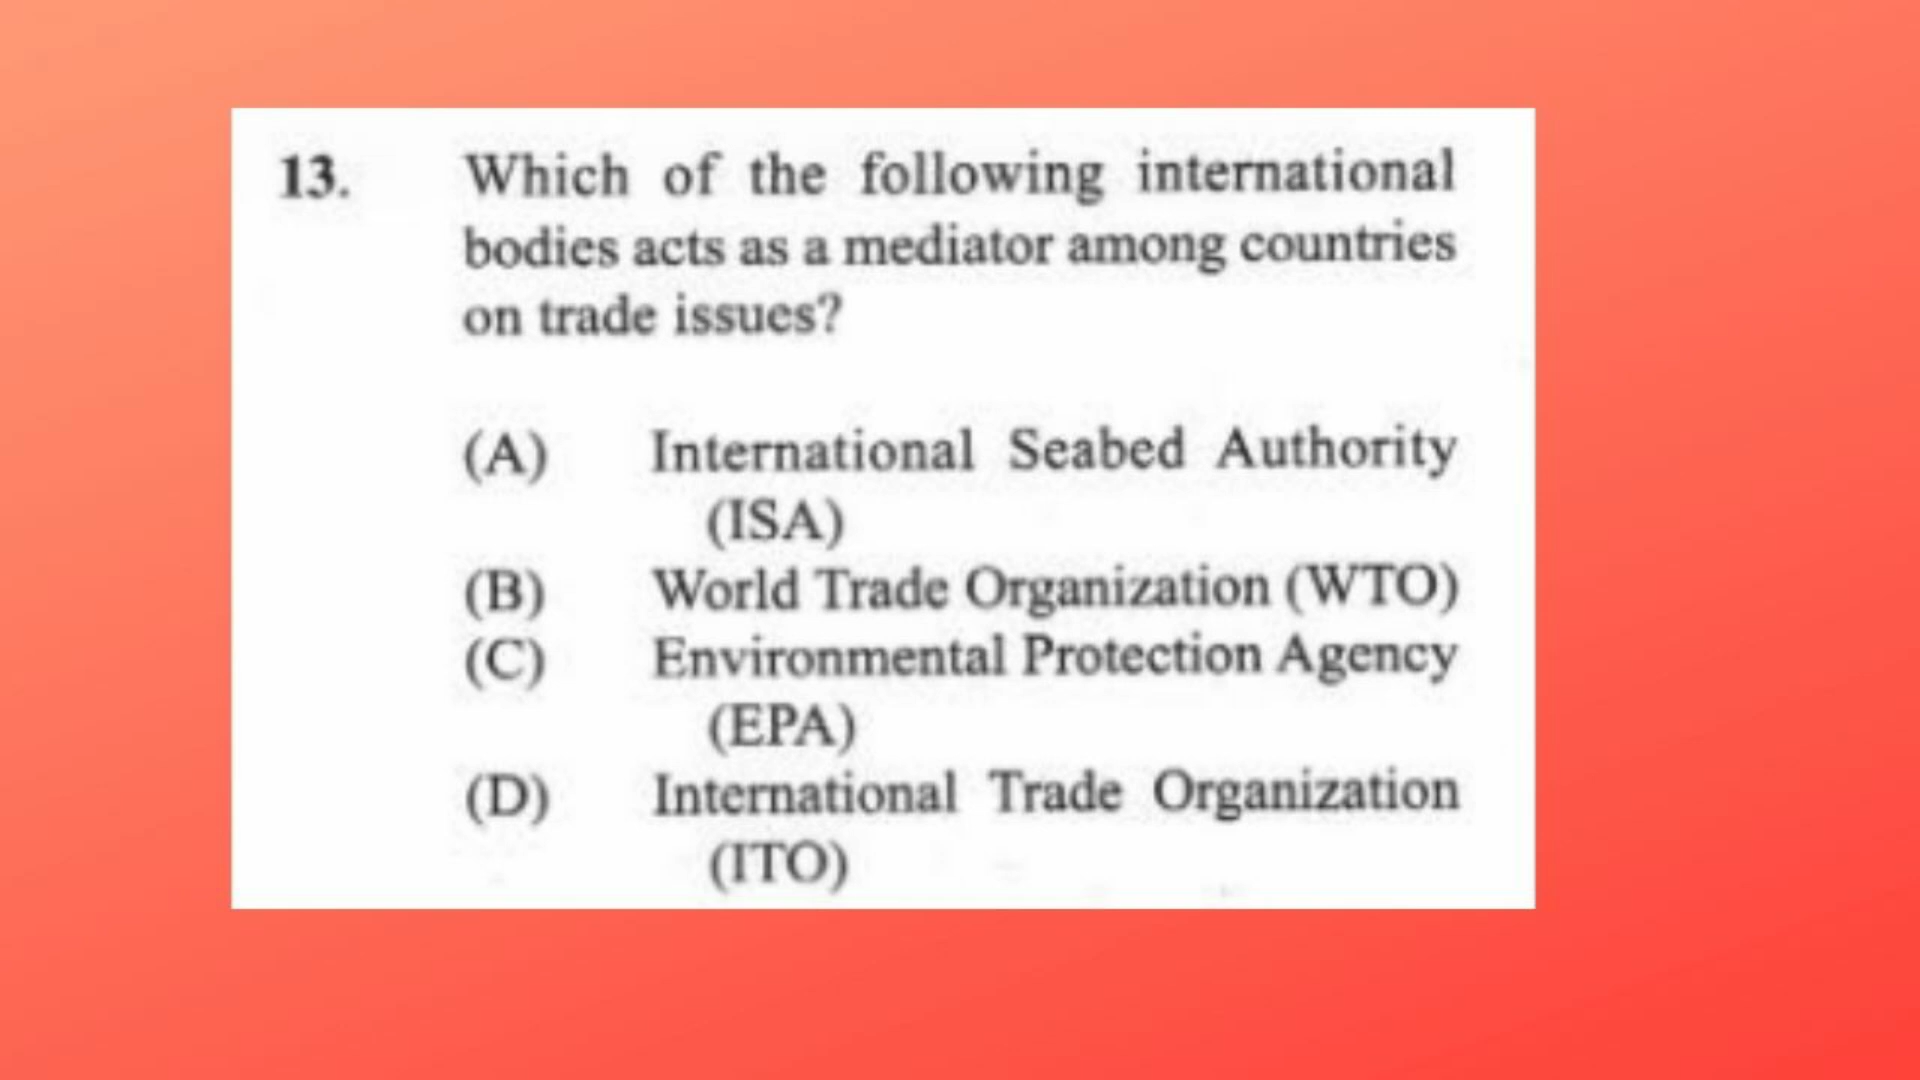 13. Which of the following international
bodies acts as a mediator among countries
on trade issues?
(A) International Seabed Authority
(ISA)
(B) World Trade Organization (WTO)
(C) Environmental Protection Agency
(EPA)
(D) International Trade Organization
(ITO)